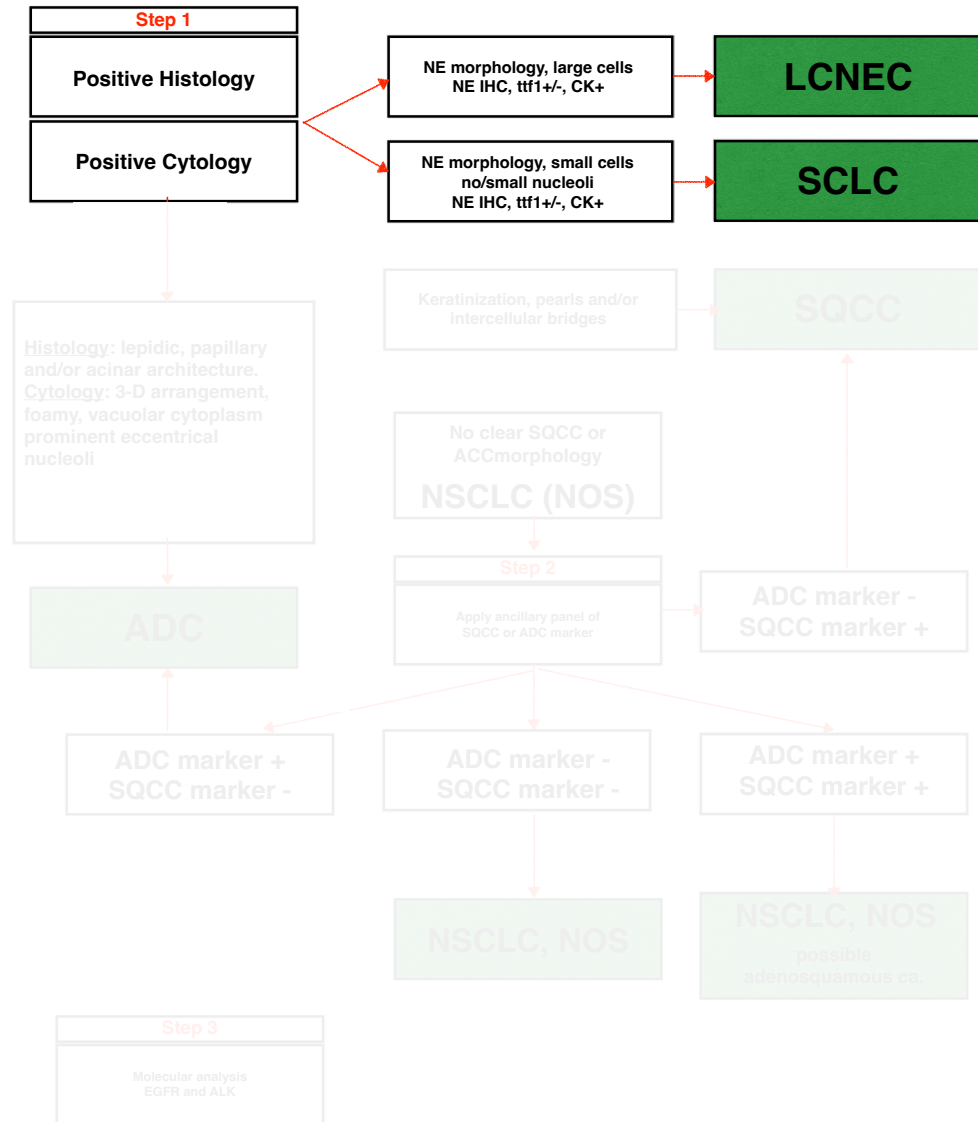 Step 1
Positive Histology
Positive Cytology
NE morphology, large cells
NE IHC, ttf1+/-, CK+
LCNEC
NE morphology, small cells
no/small nucleoli
NE IHC, ttf1+/-, CK+
SCLC
Keratinization, pearls and/or
intercellular bridges
SQCC
Histology: lepidic, papillary
and/or acinar architecture.
Cytology: 3-D arrangement,
foamy, vacuolar cytoplasm
prominent eccentrical
nucleoli
No clear SQCC or
ACCmorphology
NSCLC (NOS)
Step 2
Apply ancillary panel of
SQCC or ADC marker
ADC marker -
SQCC marker +
ADC
ADC marker +
SQCC marker -
ADC marker -
SQCC marker -
ADC marker +
SQCC marker +
NSCLC, NOS
NSCLC, NOS
possible
adenosquamous ca.
Step 3
Molecular analysis
EGFR and ALK